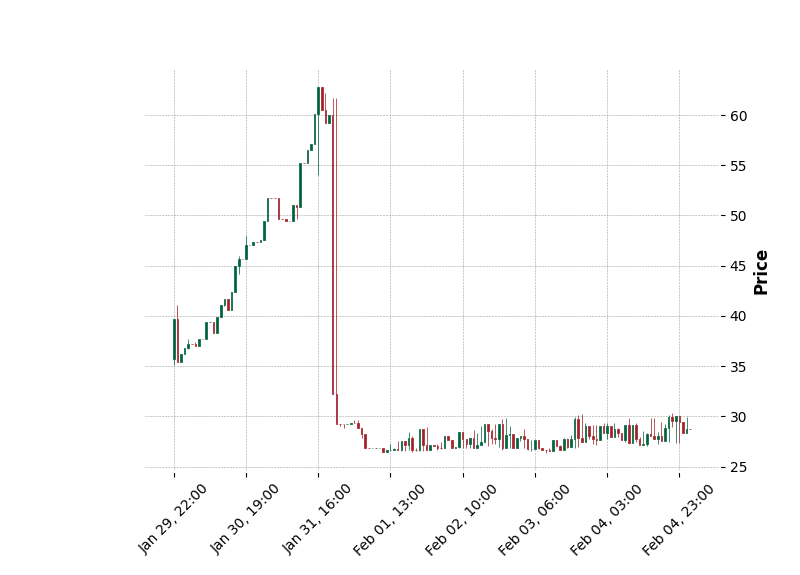 60
55
50
45
40
35
30
25
Price
Jan 29, 22:00
Jan 30, 19:00
Jan 31, 16:00
Feb 01, 13:00
Feb 02, 10:00
Feb 03, 06:00
Feb 04, 03:00
Feb 04, 23:00